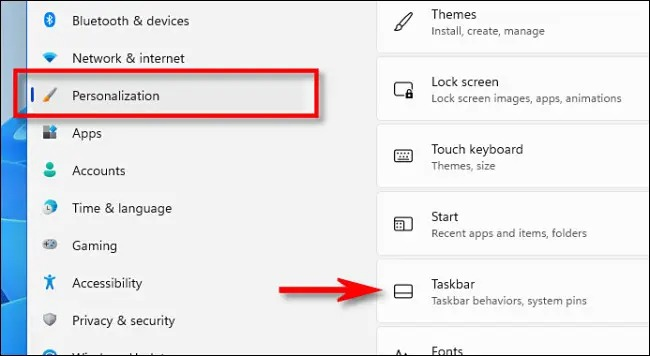 Bluetooth & devices
Network & internet
Personalization
Apps
Accounts
Time & language
Gaming
Accessibility
Privacy & security
Themes
Install, create, manage
Lock screen
Lock screen images, apps, animations
Touch keyboard
Themes, size
Start
Recent apps and items, folders
Taskbar
Taskbar behaviors, system pins
Fonts